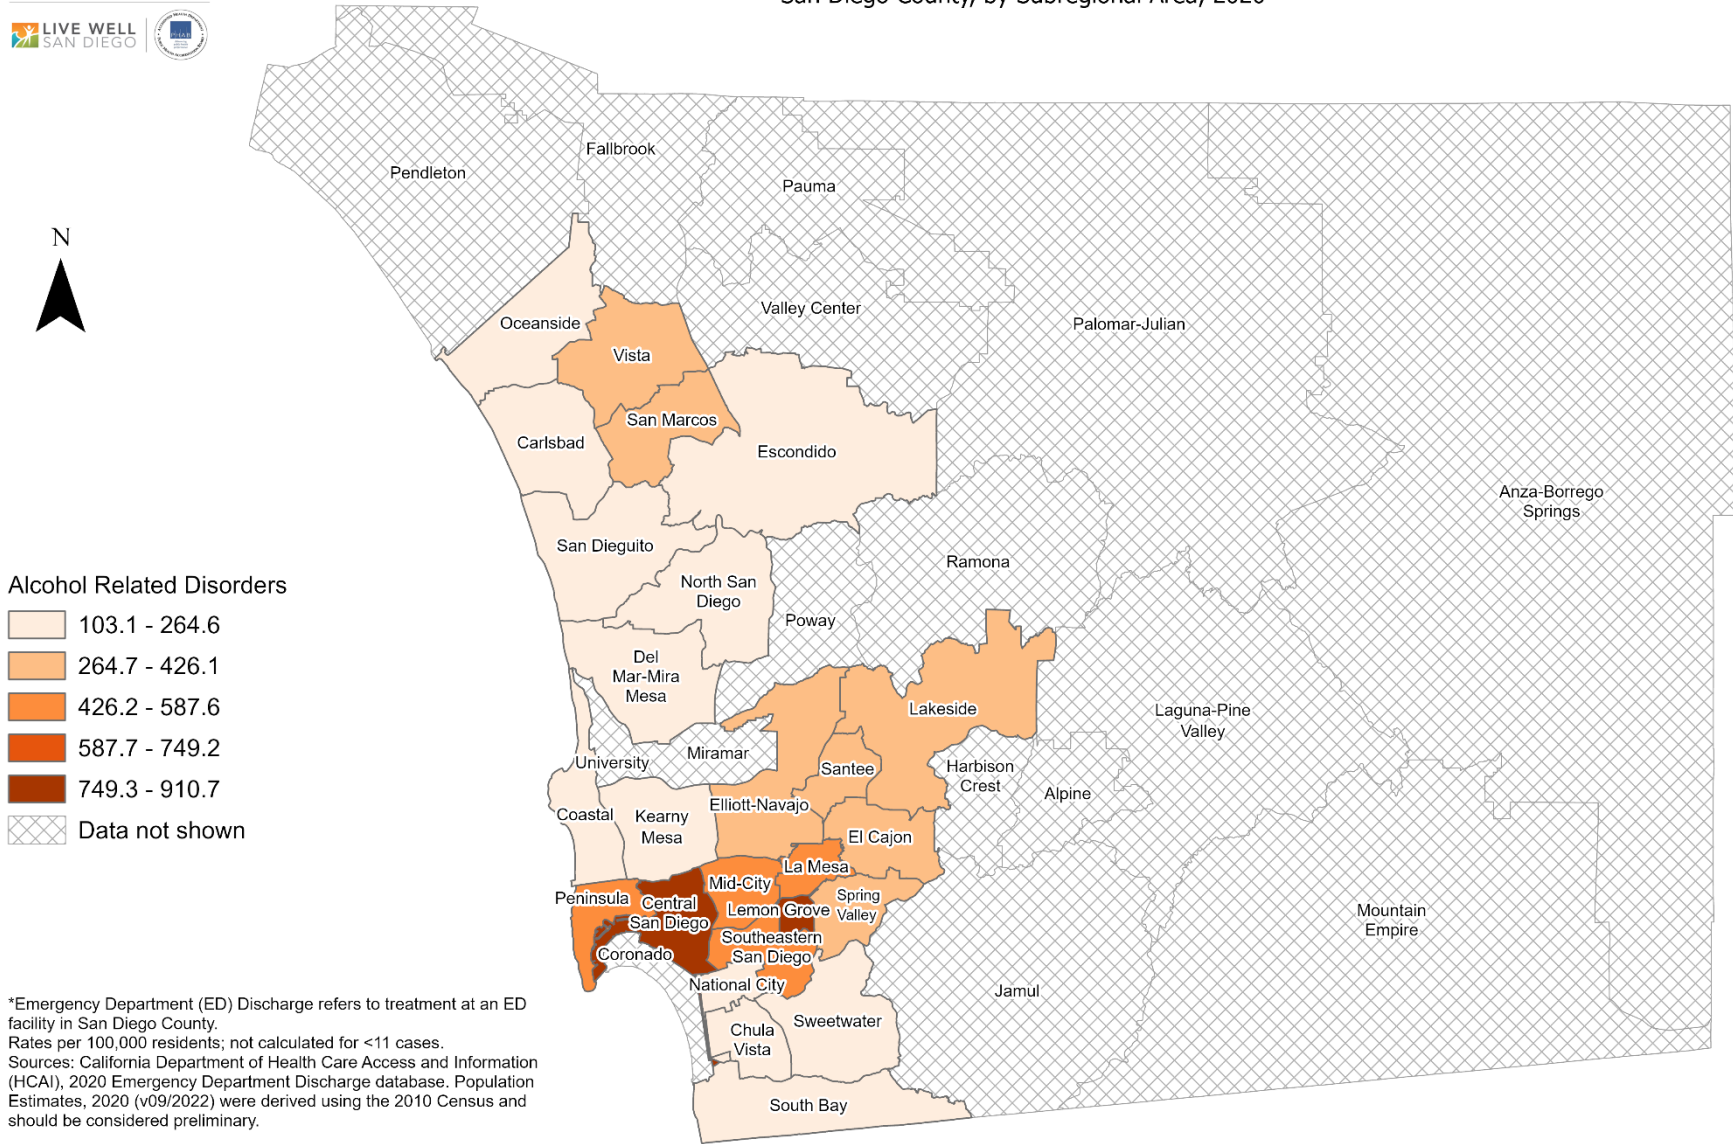 San Diego County, by Subregional Area, 2020
LIVE WELL
SAN DIEGO
PHAB
Fallbrook
Pendleton
Pauma
N
Valley Center
Oceanside
Palomar-Julian
Vista
San Marcos
Carlsbad
Escondido
Anza-Borrego
Springs
San Dieguito
Ramona
North San
Diego
Poway
Del
Mar-Mira
Mesa
Lakeside
Laguna-Pine
Valley
Miramar
University
Santee
Harbison
Crest
Alpine
Elliott-Navajo
Coastal
Kearny
Mesa
El Cajon
La Mesa
Mid-City
Peninsula
Central
San Diego
Lemon Grove
Spring
Valley
Mountain
Empire
Southeastern
San Diego
Coronado
National City
Jamul
Sweetwater
Chula
Vista
South Bay
Alcohol Related Disorders
103.1 - 264.6
264.7 - 426.1
426.2 - 587.6
587.7 - 749.2
749.3 - 910.7
Data not shown
*Emergency Department (ED) Discharge refers to treatment at an ED
facility in San Diego County.
Rates per 100,000 residents; not calculated for <11 cases.
Sources: California Department of Health Care Access and Information
(HCAI), 2020 Emergency Department Discharge database. Population
Estimates, 2020 (v09/2022) were derived using the 2010 Census and
should be considered preliminary.